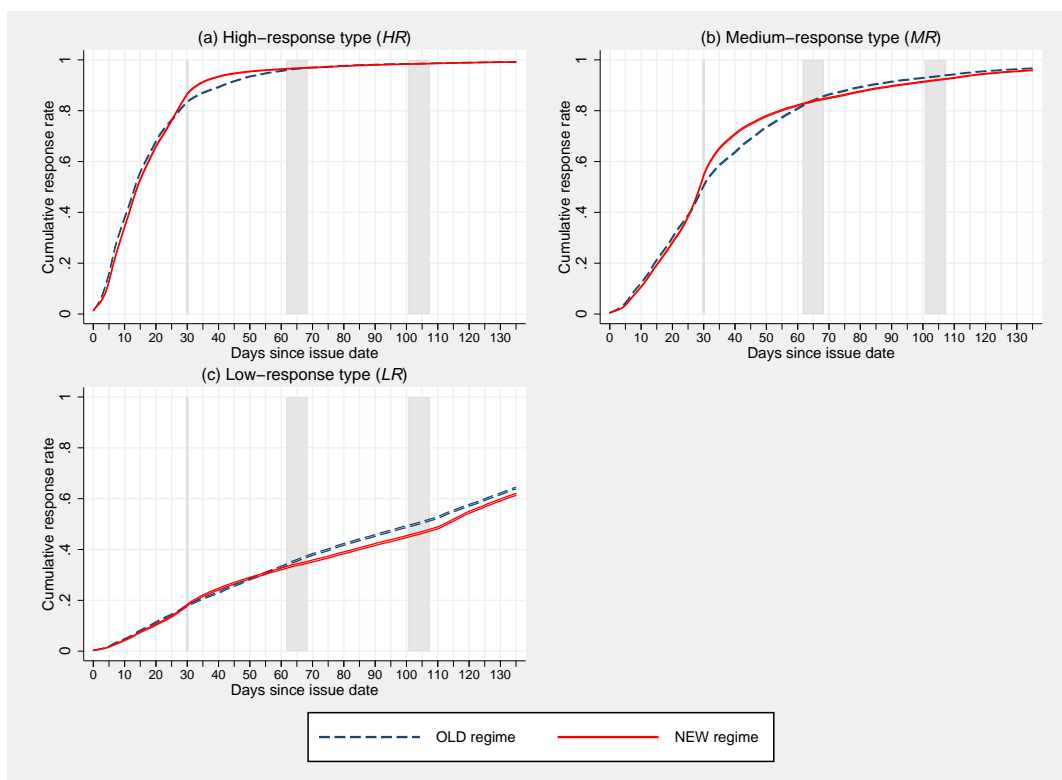 (a) High−response type (HR)
Cumulative response rate
1
.8
.6
.4
.2
0
0 10 20 30 40 50 60 70 80 90 100 110 120 130
Days since issue date
(b) Medium−response type (MR)
Cumulative response rate
1
.8
.6
.4
.2
0
0 10 20 30 40 50 60 70 80 90 100 110 120 130
Days since issue date
(c) Low−response type (LR)
Cumulative response rate
1
.8
.6
.4
.2
0
0 10 20 30 40 50 60 70 80 90 100 110 120 130
Days since issue date
OLD regime
NEW regime